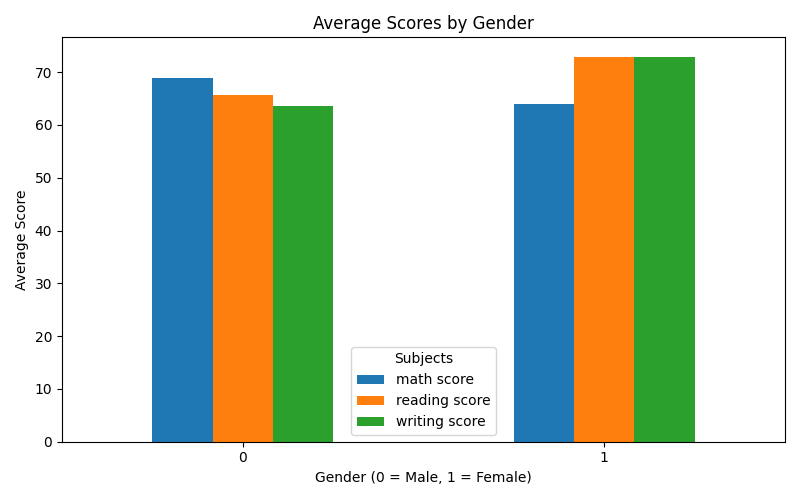 Average Scores by Gender
Average Score
70
60
50
40
30
20
10
0
Subjects
math score
reading score
writing score
0
1
Gender (0 = Male, 1 = Female)